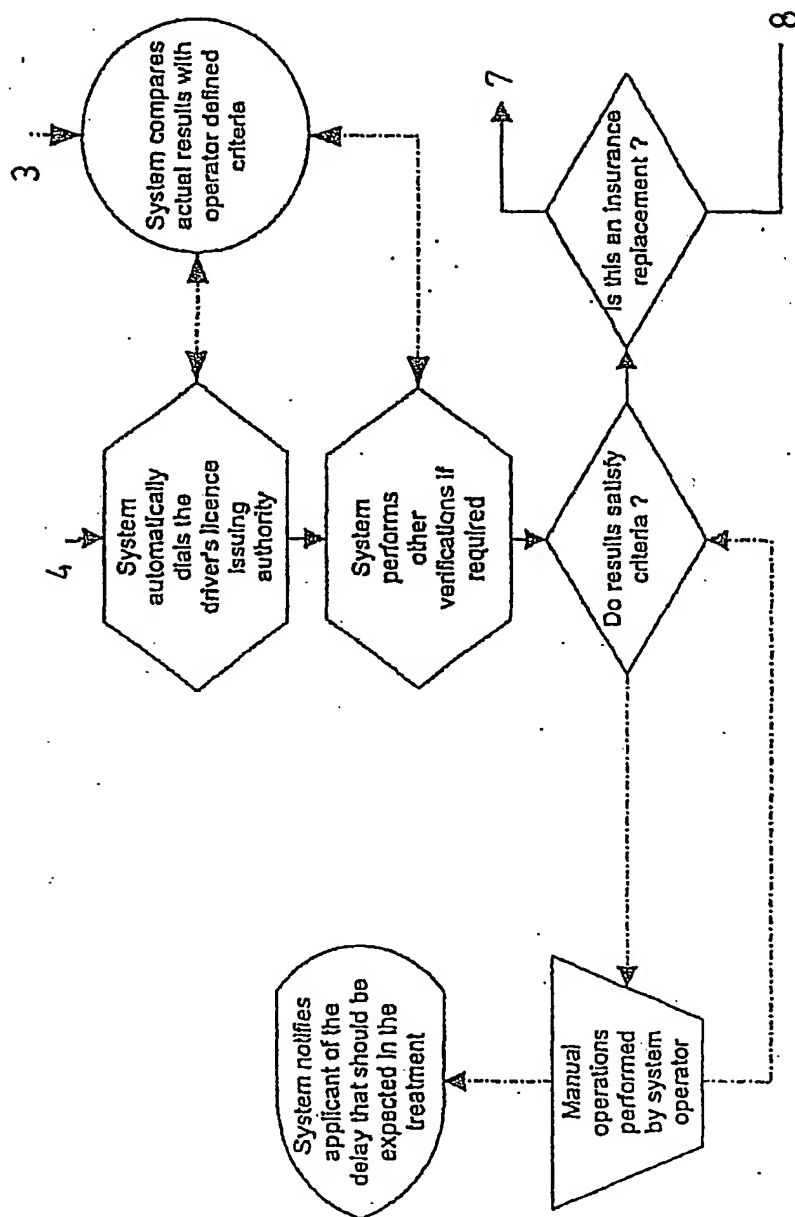 3
System compares
actual results with
operator defined
criteria
4
System
automatically
dials the
driver's licence
issuing
authority
System
performs
other
verifications if
required
Do results satisfy
criteria ?
Is this an insurance
replacement ?
7
8
Manual
operations
performed
by system
operator
System notifies
applicant of the
delay that should be
expected in the
treatment